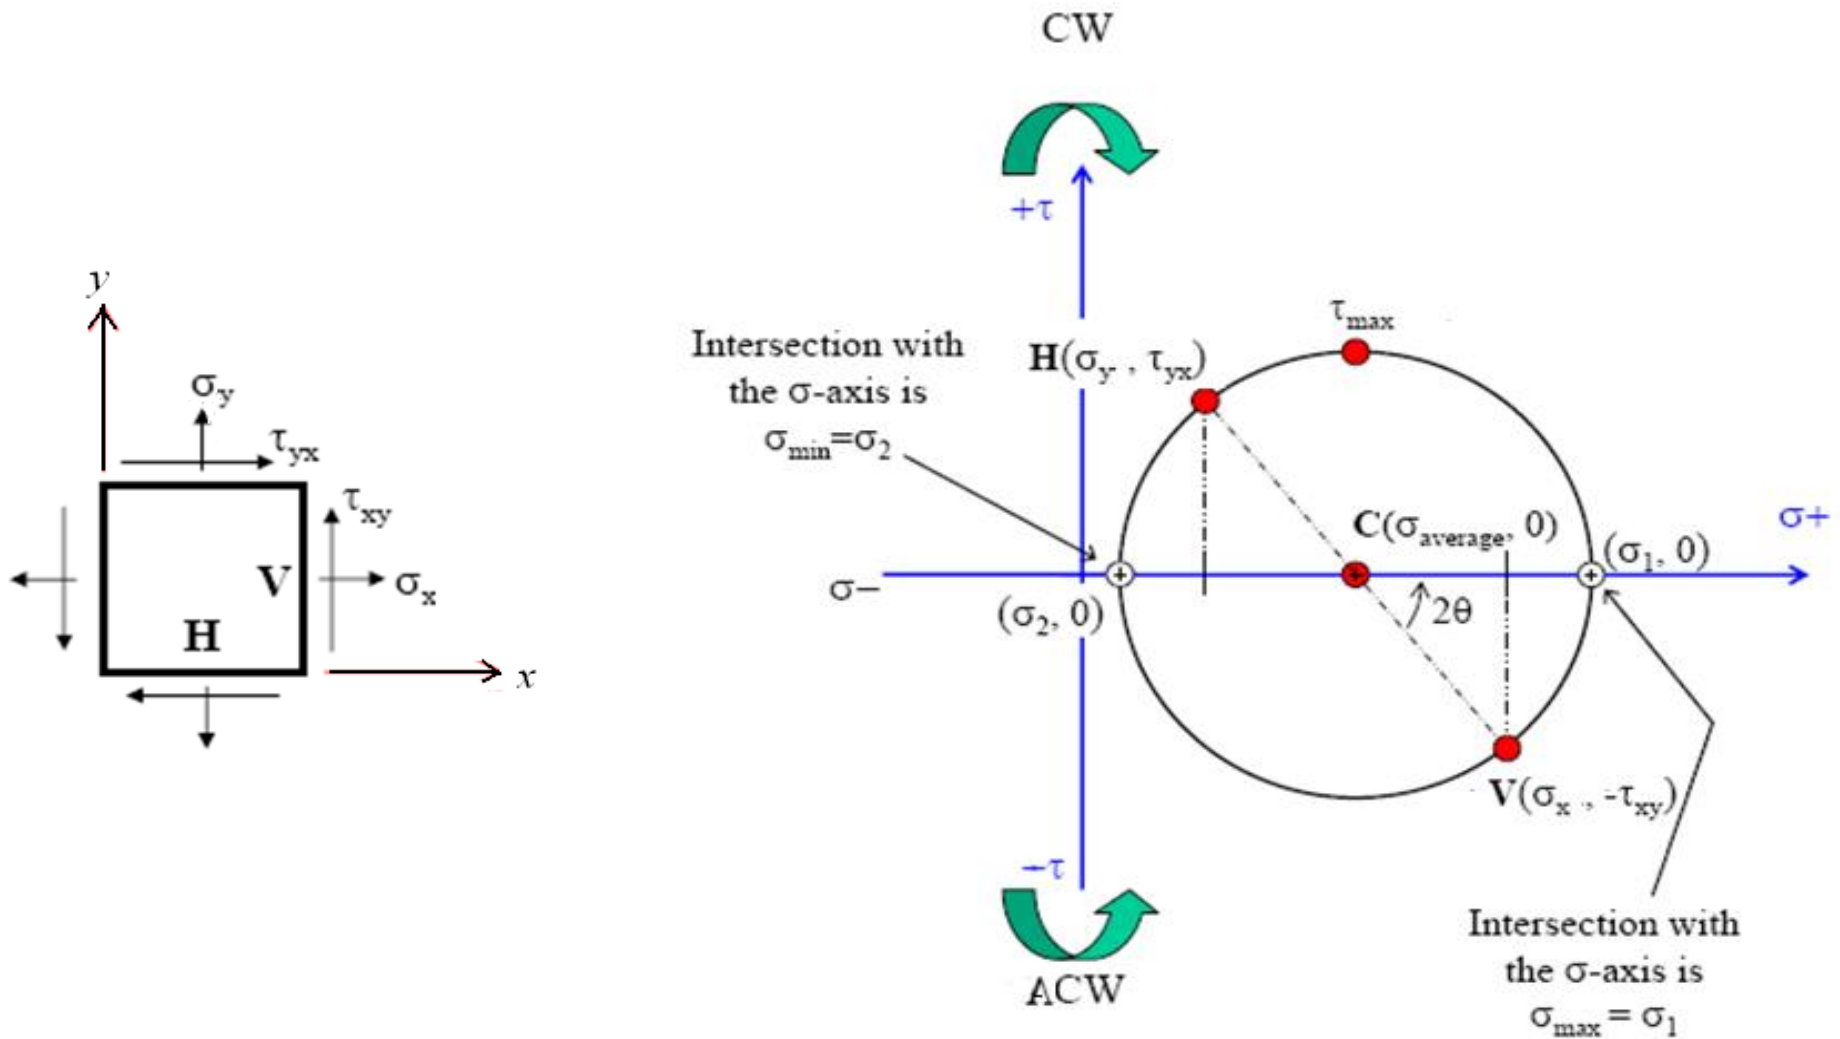 y
σy
τyx
τxy
V
σx
H
x
CW
+τ
τmax
Intersection with
the σ-axis is
σmin=σ2
H(σy , τyx)
C(σaverage, 0)
σ+
(σ1, 0)
σ−
(σ2, 0)
2θ
V(σx , -τxy)
−τ
ACW
Intersection with
the σ-axis is
σmax = σ1